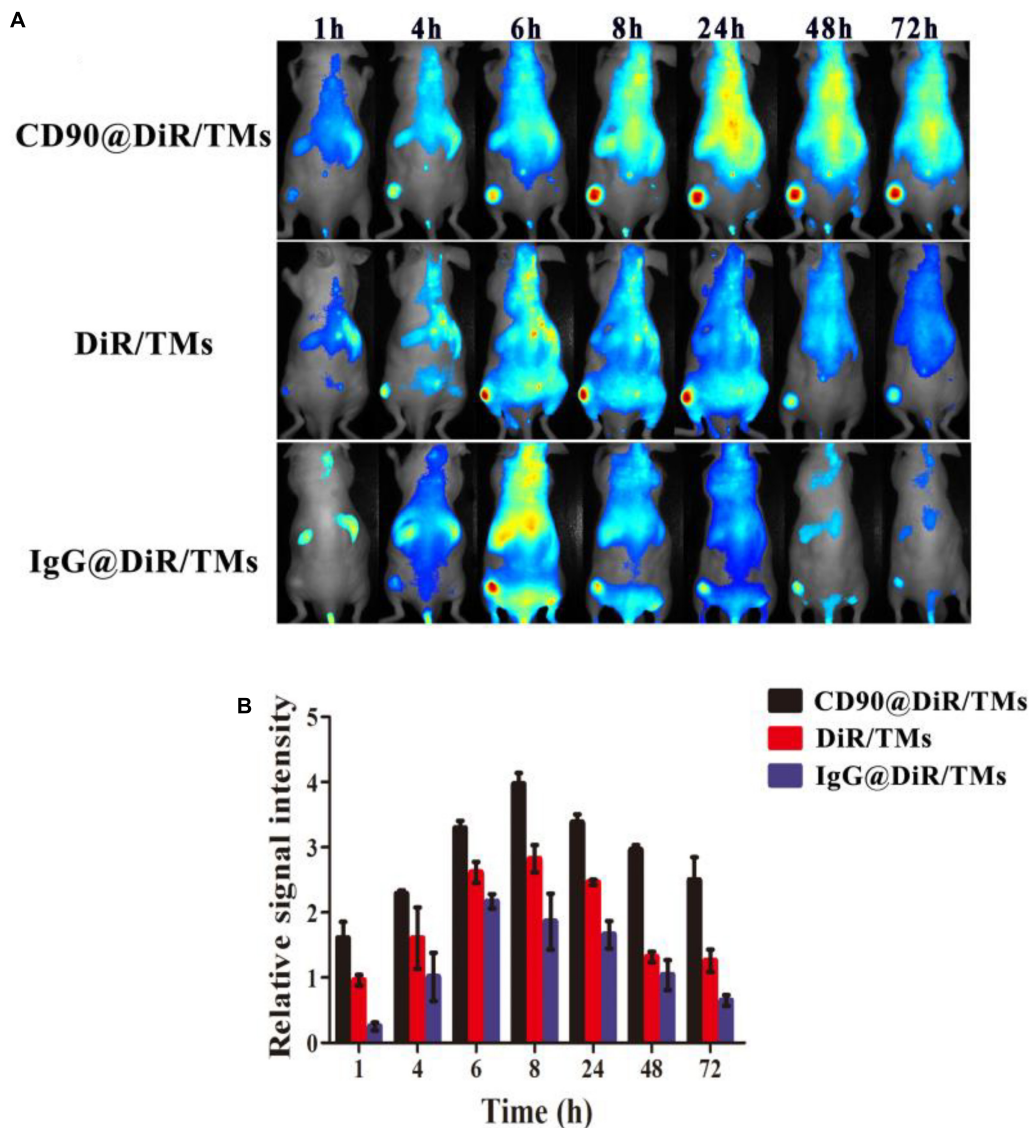 A
1h 4h 6h 8h 24h 48h 72h
CD90@DiR/TMs
DiR/TMs
IgG@DiR/TMs
B
Relative signal intensity
5
4
3
2
1
0
1 4 6 8 24 48 72
Time (h)
CD90@DiR/TMs
DiR/TMs
IgG@DiR/TMs